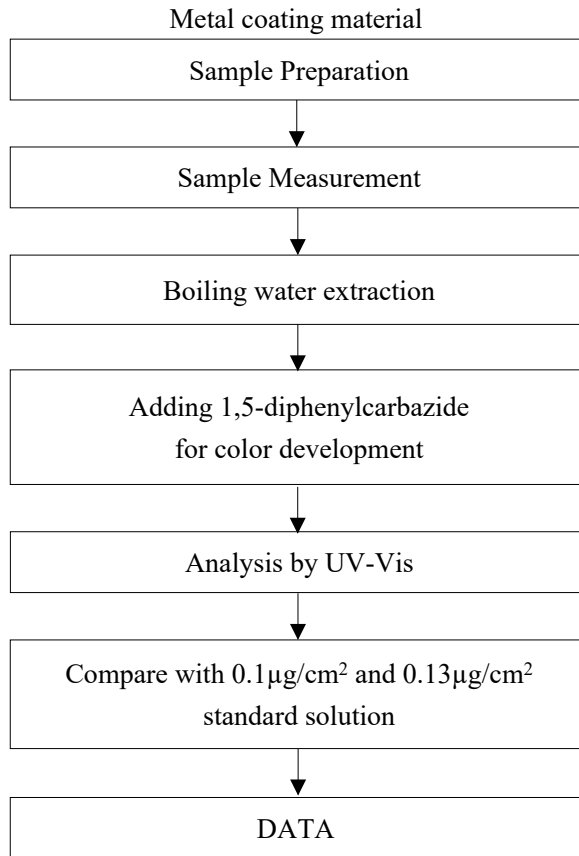 Metal coating material
Sample Preparation
Sample Measurement
Boiling water extraction
Adding 1,5-diphenylcarbazide
for color development
Analysis by UV-Vis
Compare with 0.1µg/cm² and 0.13µg/cm²
standard solution
DATA